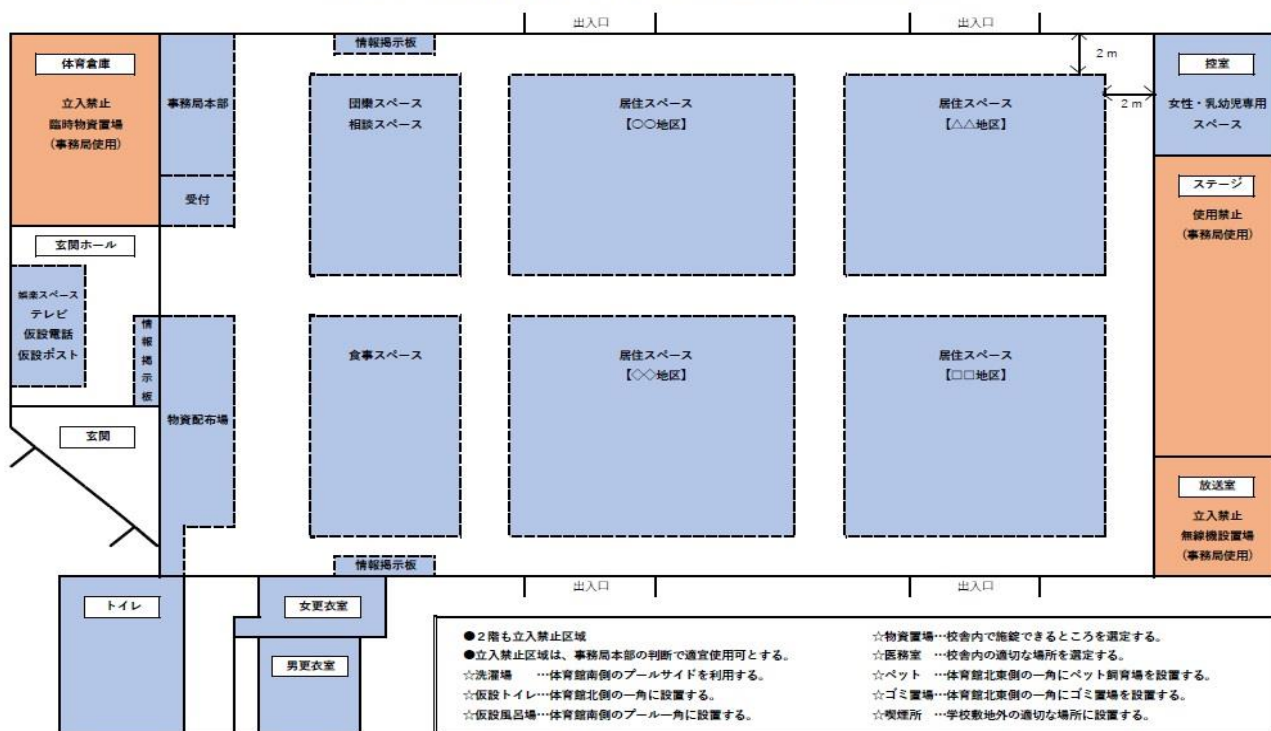 出入口
出入口
情報掲示板
体育倉庫
立入禁止
臨時物資置場
(事務局使用)
事務局本部
受付
団欒スペース
相談スペース
居住スペース
【○○地区】
居住スペース
【△△地区】
2m
2m
控室
女性・乳幼児専用
スペース
ステージ
使用禁止
(事務局使用)
玄関ホール
娯楽スペース
テレビ
仮設電話
仮設ポスト
情報掲示板
物資配布場
食事スペース
居住スペース
【◇◇地区】
居住スペース
【□□地区】
玄関
放送室
立入禁止
無線機設置場
(事務局使用)
情報掲示板
出入口
出入口
トイレ
女更衣室
男更衣室
●2階も立入禁止区域
●立入禁止区域は、事務局本部の判断で適宜使用可とする。
☆洗濯場 …体育館南側のプールサイドを利用する。
☆仮設トイレ…体育館北側の一角に設置する。
☆仮設風呂場…体育館南側のプール一角に設置する。
☆物資置場…校舎内で施錠できるところを選定する。
☆医務室 …校舎内の適切な場所を選定する。
☆ペット …体育館北東側の一角にペット飼育場を設置する。
☆ゴミ置場…体育館北東側の一角にゴミ置場を設置する。
☆喫煙所 …学校敷地外の適切な場所に設置する。